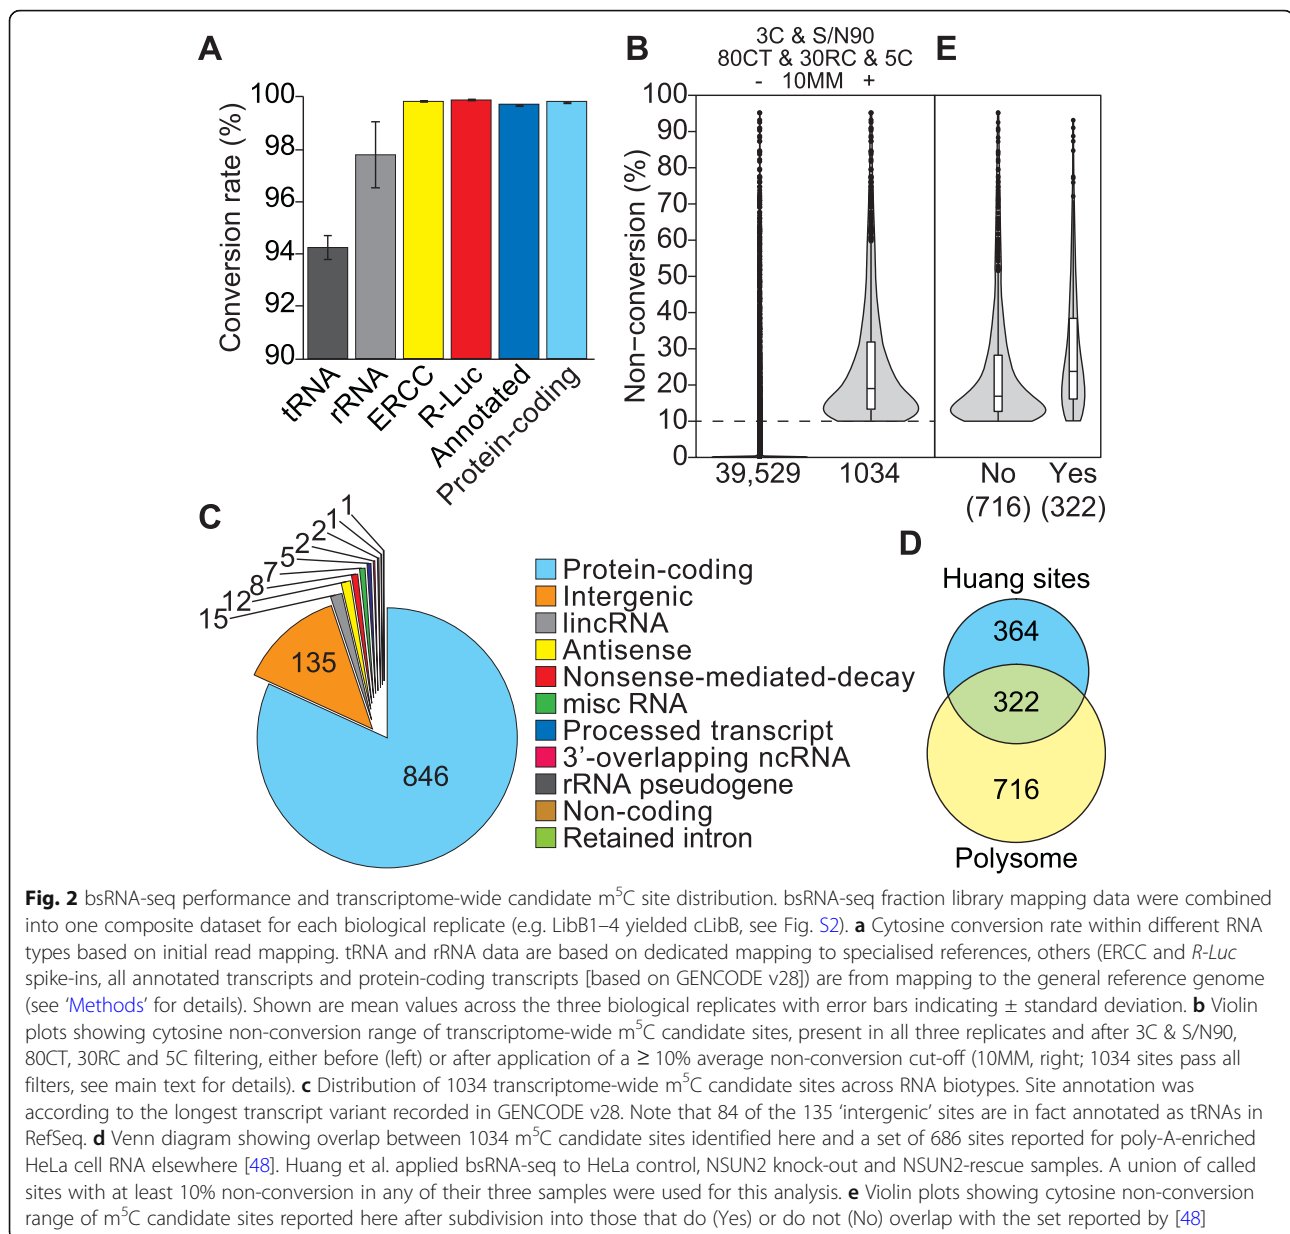 A
Conversion rate (%)
100
98
96
94
92
90
tRNA
rRNA
ERCC
R-Luc
Annotated
Protein-coding
B
3C & S/N90
80CT & 30RC & 5C
- 10MM +
E
Non−conversion (%)
100
90
80
70
60
50
40
30
20
10
0
39,529
1034
No
(716)
Yes
(322)
C
15
12
8
7
5
2
2
1
1
135
846
Protein-coding
Intergenic
lincRNA
Antisense
Nonsense-mediated-decay
misc RNA
Processed transcript
3’-overlapping ncRNA
rRNA pseudogene
Non-coding
Retained intron
D
Huang sites
364
322
716
Polysome
Fig. 2 bsRNA-seq performance and transcriptome-wide candidate m⁵C site distribution. bsRNA-seq fraction library mapping data were combined
into one composite dataset for each biological replicate (e.g. LibB1–4 yielded cLibB, see Fig. S2). a Cytosine conversion rate within different RNA
types based on initial read mapping. tRNA and rRNA data are based on dedicated mapping to specialised references, others (ERCC and R-Luc
spike-ins, all annotated transcripts and protein-coding transcripts [based on GENCODE v28]) are from mapping to the general reference genome
(see ‘Methods’ for details). Shown are mean values across the three biological replicates with error bars indicating ± standard deviation. b Violin
plots showing cytosine non-conversion range of transcriptome-wide m⁵C candidate sites, present in all three replicates and after 3C & S/N90,
80CT, 30RC and 5C filtering, either before (left) or after application of a ≥ 10% average non-conversion cut-off (10MM, right; 1034 sites pass all
filters, see main text for details). c Distribution of 1034 transcriptome-wide m⁵C candidate sites across RNA biotypes. Site annotation was
according to the longest transcript variant recorded in GENCODE v28. Note that 84 of the 135 ‘intergenic’ sites are in fact annotated as tRNAs in
RefSeq. d Venn diagram showing overlap between 1034 m⁵C candidate sites identified here and a set of 686 sites reported for poly-A-enriched
HeLa cell RNA elsewhere [48]. Huang et al. applied bsRNA-seq to HeLa control, NSUN2 knock-out and NSUN2-rescue samples. A union of called
sites with at least 10% non-conversion in any of their three samples were used for this analysis. e Violin plots showing cytosine non-conversion
range of m⁵C candidate sites reported here after subdivision into those that do (Yes) or do not (No) overlap with the set reported by [48]